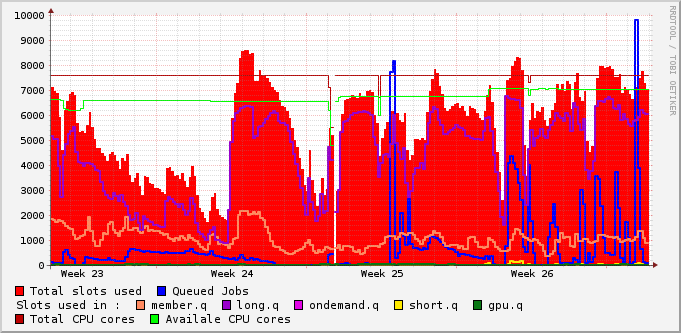 RRDTOOL / TOBI OETIKER
10000
9000
8000
7000
6000
5000
4000
3000
2000
1000
0
Week 23 Week 24 Week 25 Week 26
Total slots used Queued Jobs
Slots used in : member.q long.q ondemand.q short.q gpu.q
Total CPU cores Availale CPU cores